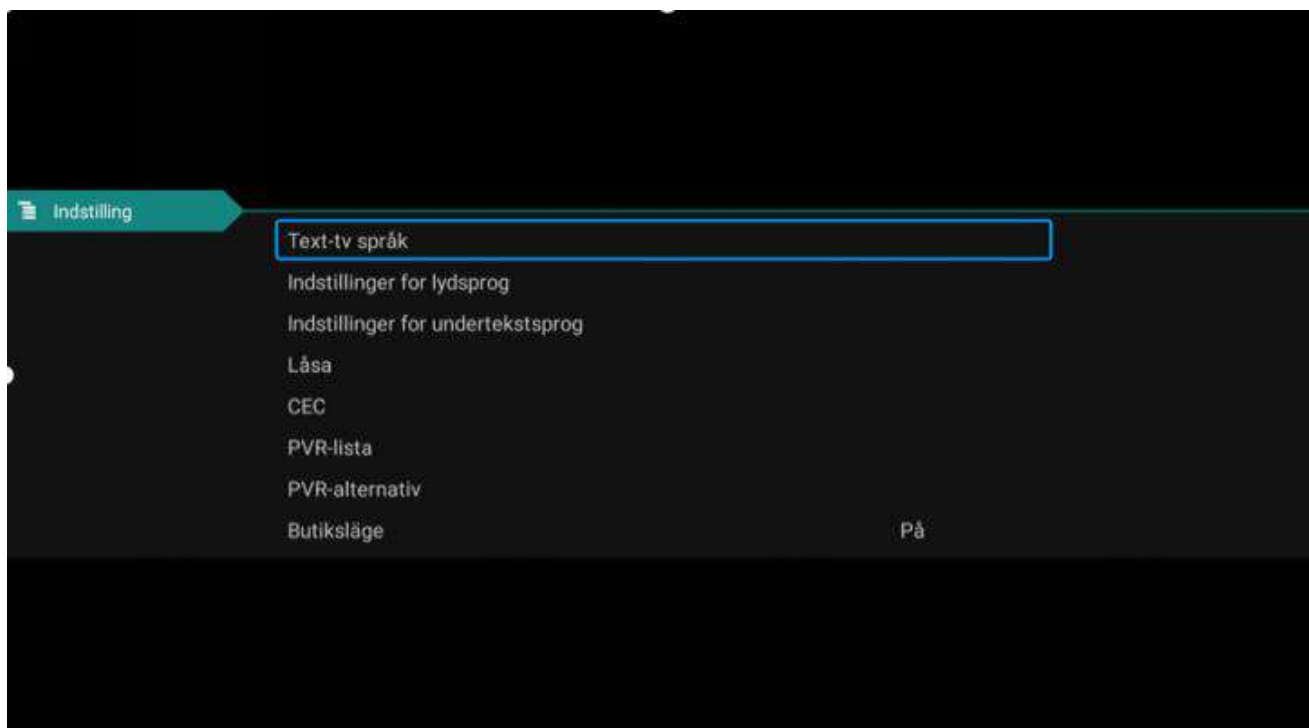 Indstilling
Text-tv språk
Indstillinger for lydsprog
Indstillinger for undertekstsprog
Låsa
CEC
PVR-lista
PVR-alternativ
Butiksläge På